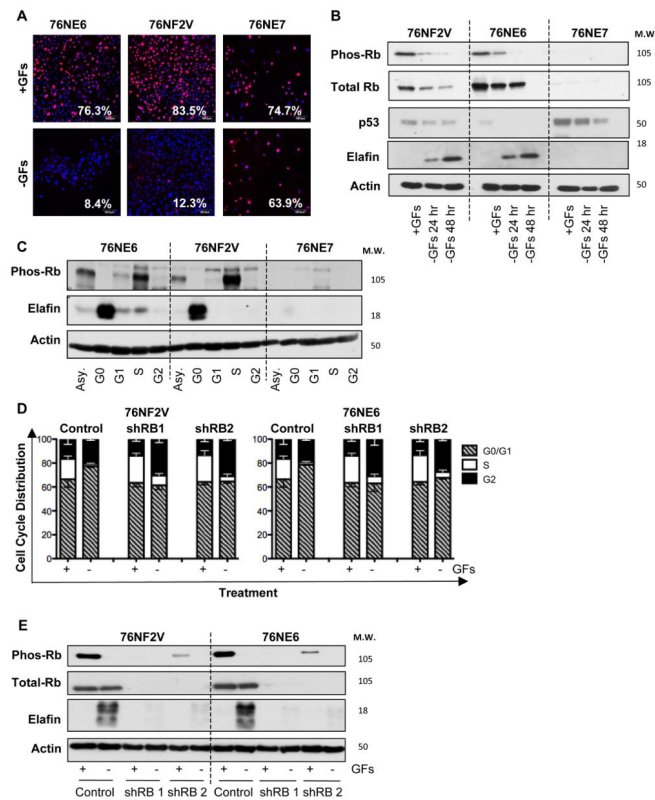 A
76NE6 76NF2V 76NE7
+GFs
76.3% 83.5% 74.7%
-GFs
8.4% 12.3% 63.9%
B
76NF2V 76NE6 76NE7
M.W
Phos-Rb 105
Total Rb 105
p53 50
Elafin 18
Actin 50
+GFs
-GFs 24 hr
-GFs 48 hr
+GFs
-GFs 24 hr
-GFs 48 hr
+GFs
-GFs 24 hr
-GFs 48 hr
C
76NE6 76NF2V 76NE7
M.W.
Phos-Rb 105
Elafin 18
Actin 50
Asy. G0 G1 S G2 Asy. G0 G1 S G2 Asy. G0 G1 S G2
D
76NF2V 76NE6
Control shRB1 shRB2 Control shRB1 shRB2
Cell Cycle Distribution
100 80 60 40 20 0
100 80 60 40 20 0
G0/G1
S
G2
+ - + - + - + - + - + - GFs
Treatment
E
76NF2V 76NE6 M.W.
Phos-Rb 105
Total-Rb 105
Elafin 18
Actin 50
+ - + - + - + - + - + - GFs
Control shRB 1 shRB 2 Control shRB 1 shRB 2